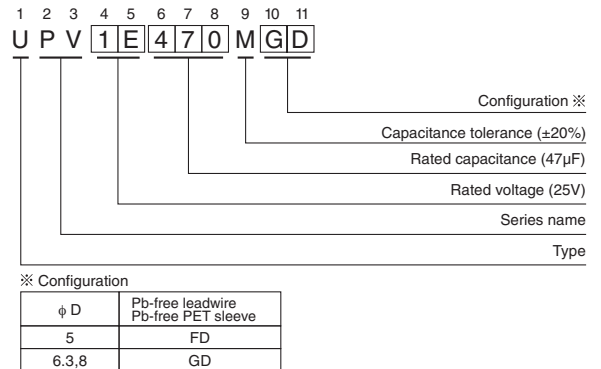 1 2 3 4 5 6 7 8 9 10 11
U P V 1 E 4 7 0 M G D
Configuration ※
Capacitance tolerance (±20%)
Rated capacitance (47µF)
Rated voltage (25V)
Series name
Type
※ Configuration
ϕ D
Pb-free leadwire
Pb-free PET sleeve
5 FD
6.3,8 GD